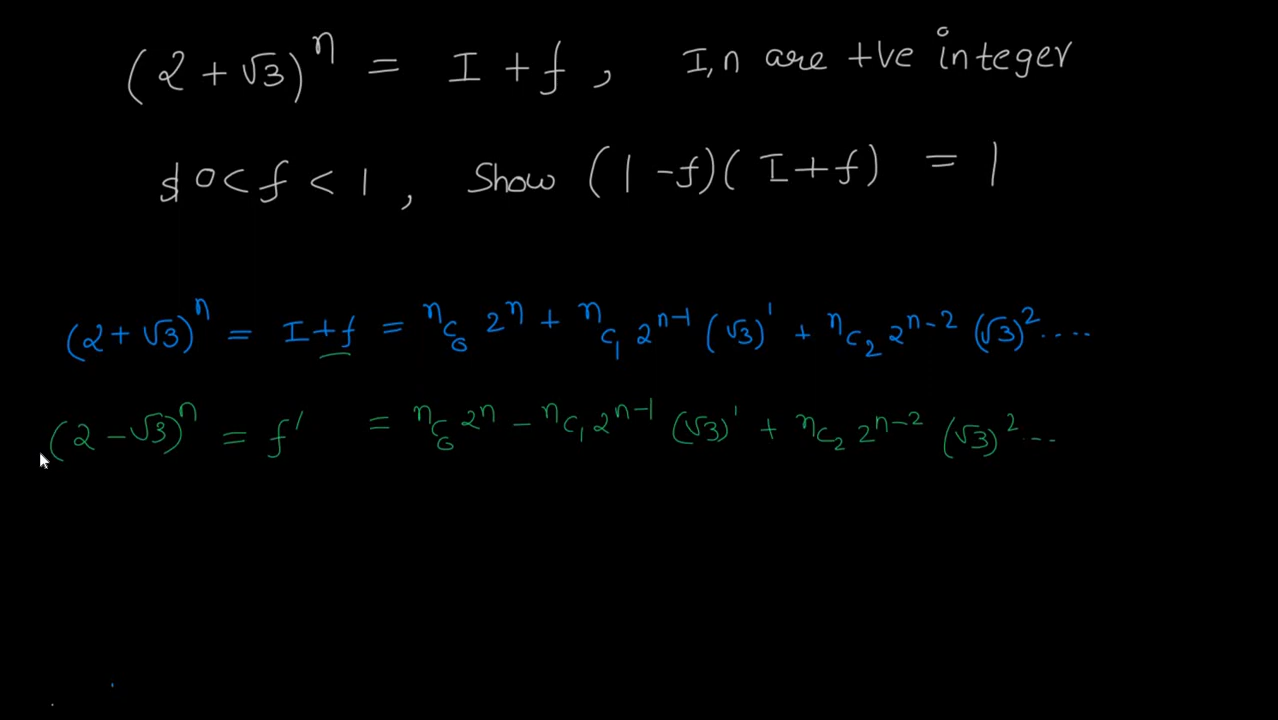 (2 + √3)ⁿ = I + f , I, n are +ve integer
0 < f < 1 , Show (1 - f)(I + f) = 1
(2 + √3)ⁿ = I + f = ⁿC₀ 2ⁿ + ⁿC₁ 2ⁿ⁻¹ (√3)¹ + ⁿC₂ 2ⁿ⁻² (√3)² ....
(2 - √3)ⁿ = f' = ⁿC₀ 2ⁿ - ⁿC₁ 2ⁿ⁻¹ (√3)¹ + ⁿC₂ 2ⁿ⁻² (√3)² ...